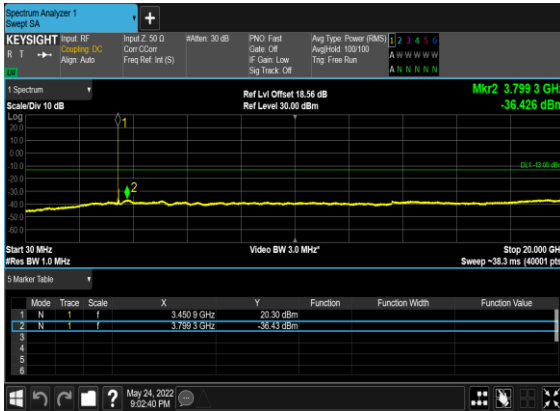 Spectrum Analyzer 1
Swept SA
+
KEYSIGHT Input: RF Input Z: 50 Ω #Atten: 30 dB PNO: Fast Avg Type: Power (RMS) 1 2 3 4 5 6
R T Coupling: DC Corr CCorr Gate: Off Avg|Hold: 100/100 A W W W W W
Align: Auto Freq Ref: Int (S) IF Gain: Low Trig: Free Run
Sig Track: Off A N N N N N
1 Spectrum Ref Lvl Offset 18.56 dB Mkr2 3.799 3 GHz
Scale/Div 10 dB Ref Level 30.00 dBm -36.426 dBm
Log
20.0
10.0
0.00
-10.0
-20.0
-30.0
-40.0
-50.0
-60.0
1
2
DL1 -13.00 dBm
Start 30 MHz Video BW 3.0 MHz* Stop 20.000 GH
#Res BW 1.0 MHz Sweep ~38.3 ms (40001 pts
5 Marker Table
Mode Trace Scale X Y Function Function Width Function Value
1 N 1 f 3.450 9 GHz 20.30 dBm
2 N 1 f 3.799 3 GHz -36.43 dBm
3
4
5
6
? May 24, 2022
9:02:40 PM